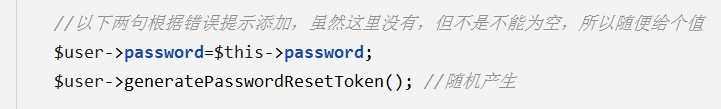 //以下两句根据错误提示添加，虽然这里没有，但不是不能为空，所以随便给个值
$user->password=$this->password;
$user->generatePasswordResetToken(); //随机产生